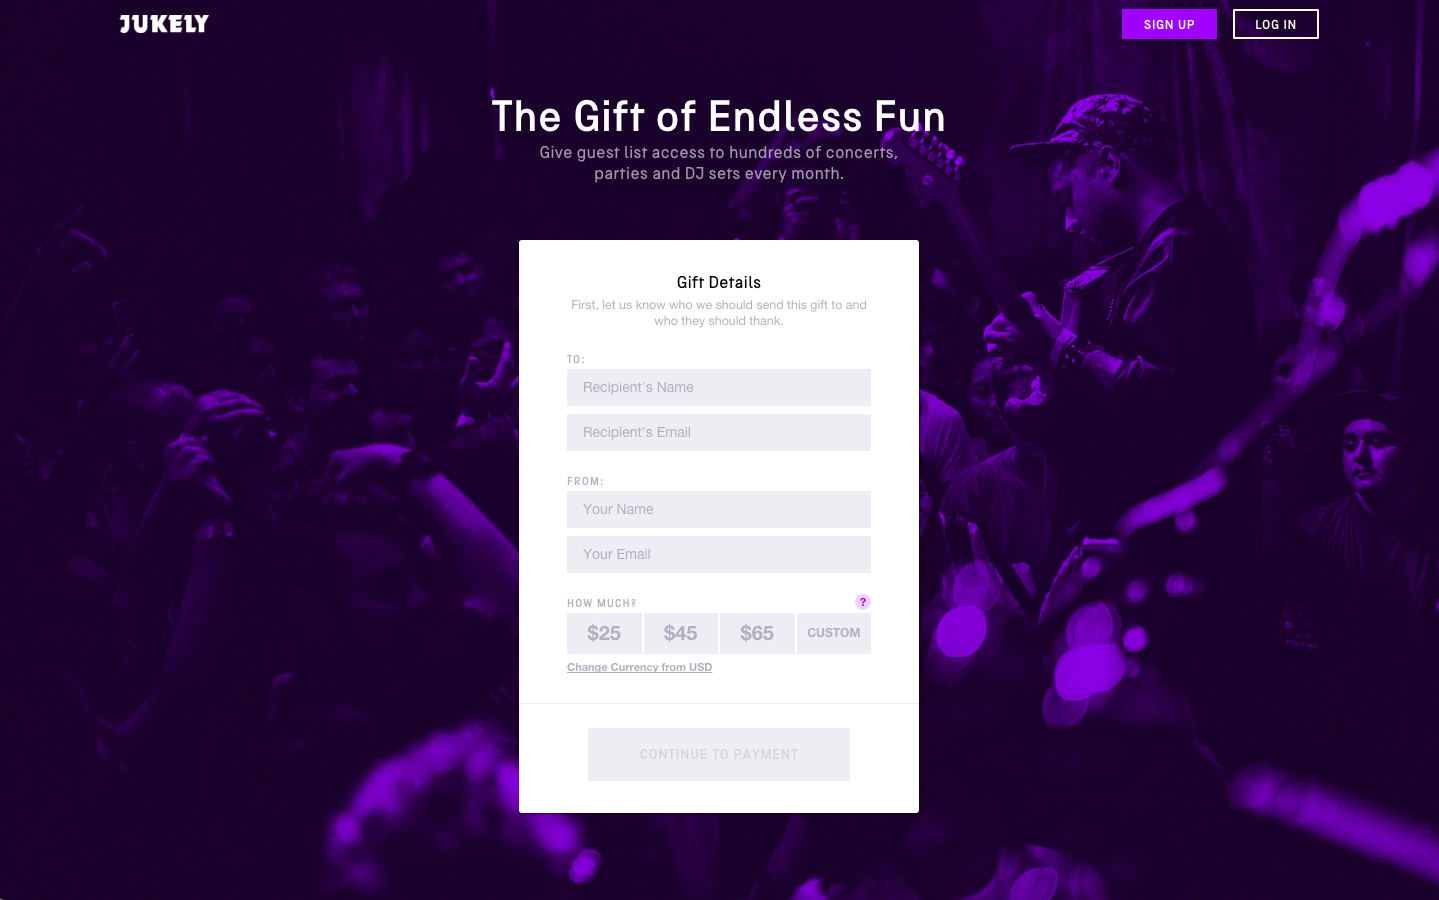 JUKELY
SIGN UP
LOG IN
The Gift of Endless Fun
Give guest list access to hundreds of concerts,
parties and DJ sets every month.
Gift Details
First, let us know who we should send this gift to and
who they should thank.
TO:
Recipient's Name
Recipient's Email
FROM:
Your Name
Your Email
HOW MUCH?
?
$25
$45
$65
CUSTOM
Change Currency from USD
CONTINUE TO PAYMENT